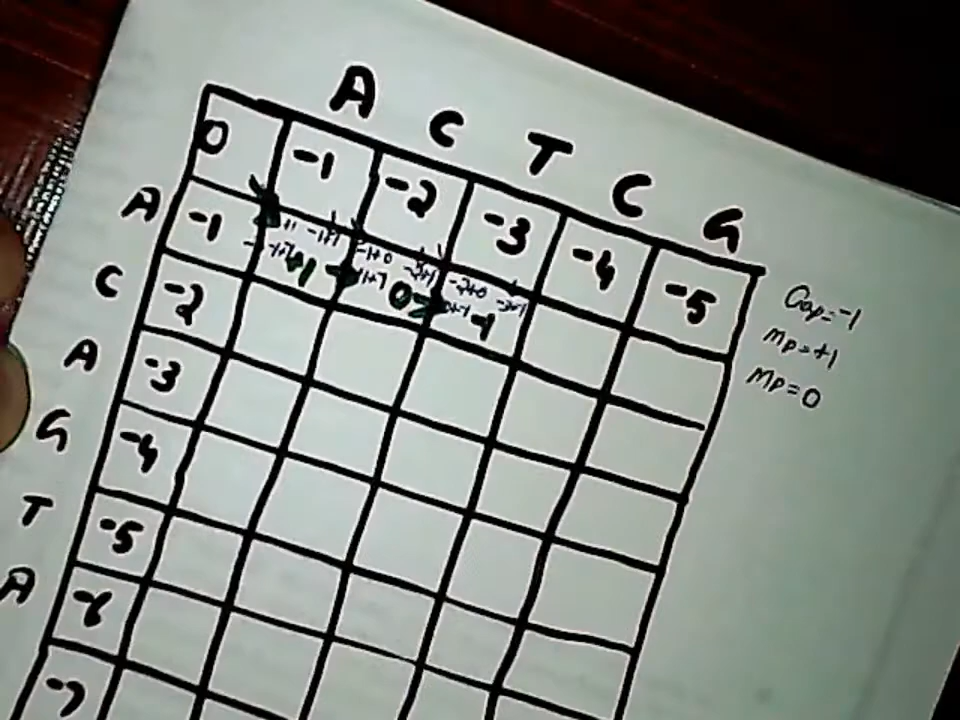 A C T C G
0 -1 -2 -3 -4 -5
A -1 +1 0 -1
C -2
A -3
G -4
T -5
A -6
-7
Gap=-1
MP=+1
MP=0